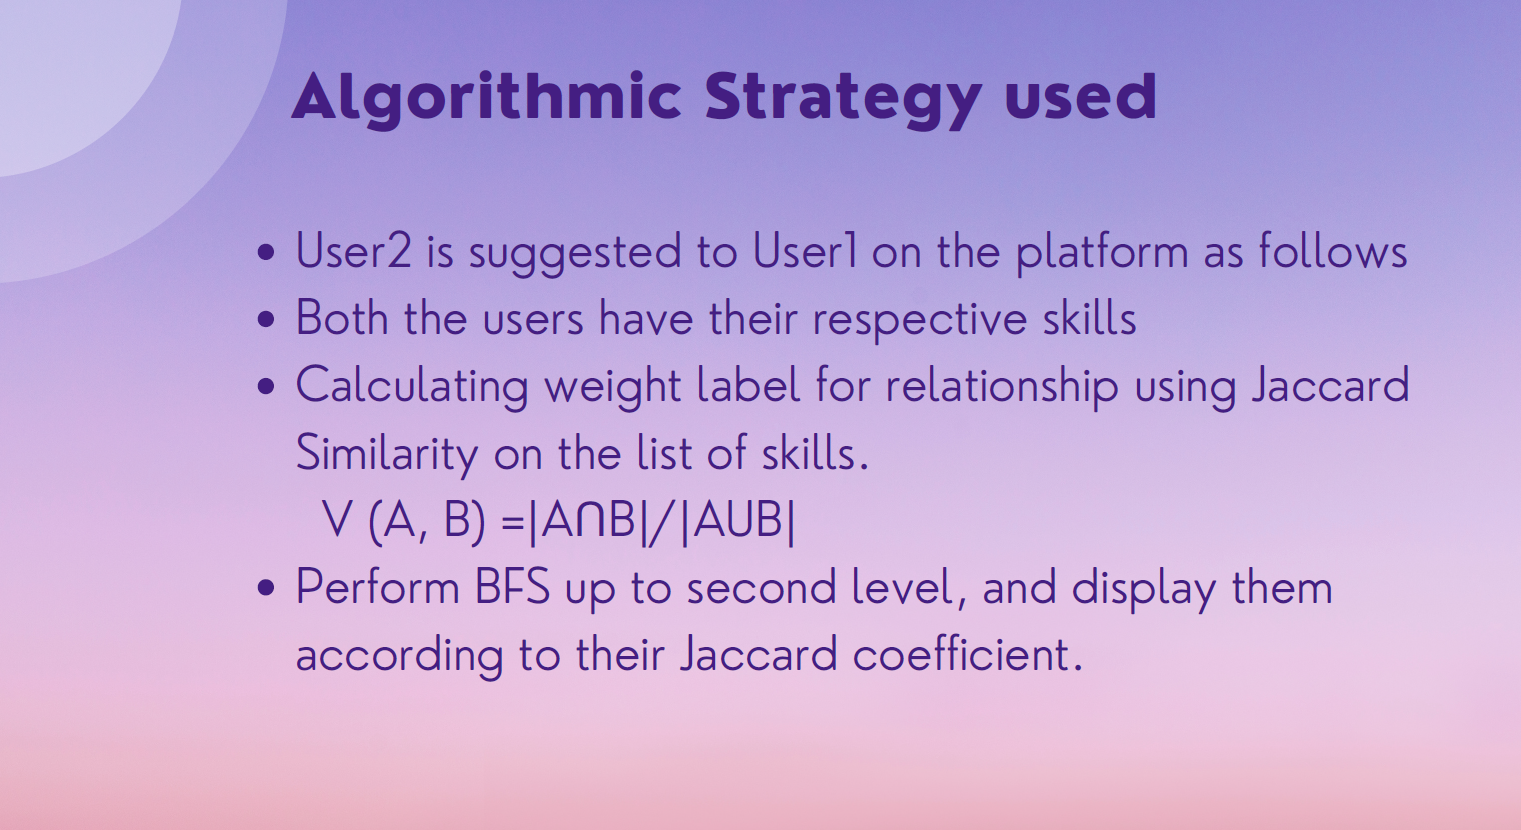 Algorithmic Strategy used
• User2 is suggested to User1 on the platform as follows
• Both the users have their respective skills
• Calculating weight label for relationship using Jaccard
Similarity on the list of skills.
V (A, B) =|A∩B|/|AUB|
• Perform BFS up to second level, and display them
according to their Jaccard coefficient.